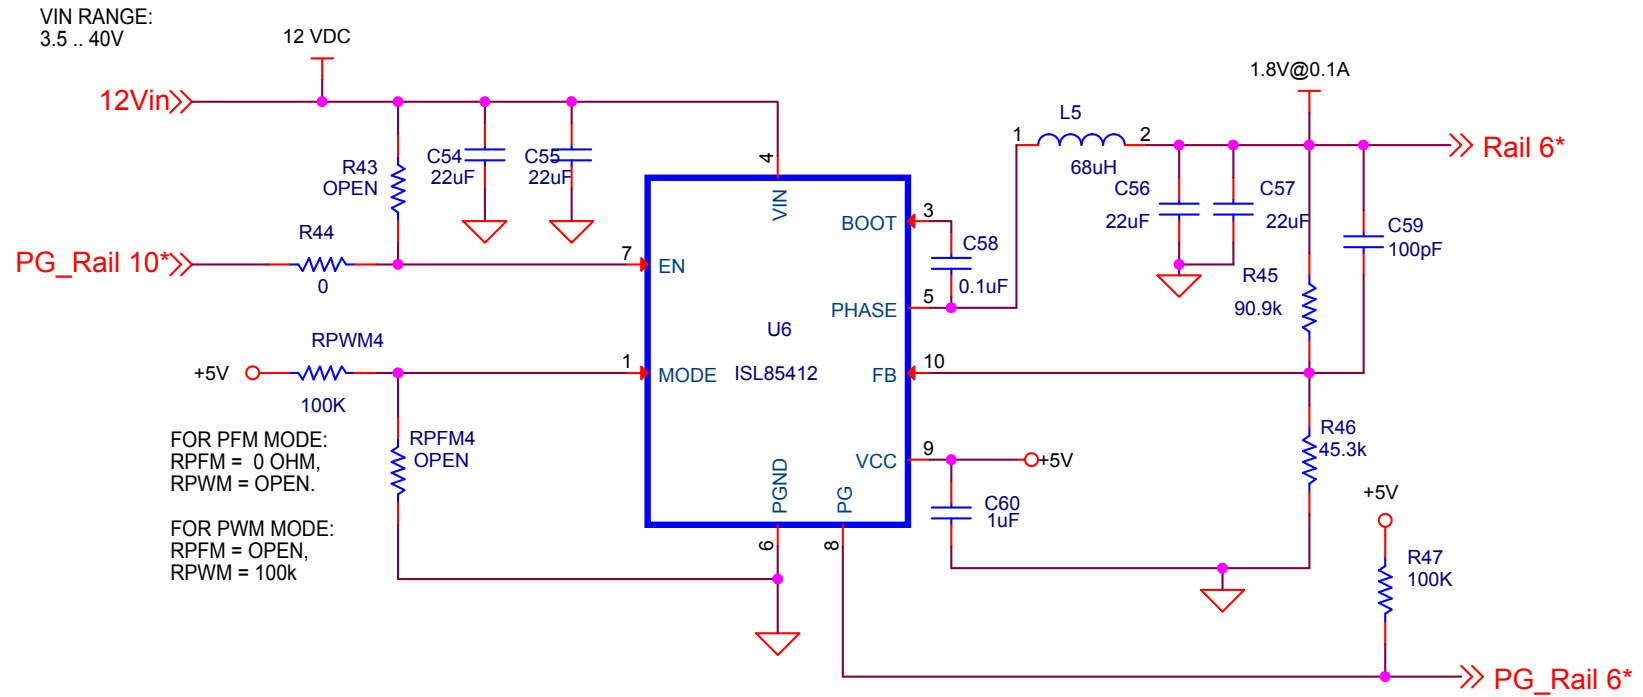 VIN RANGE:
3.5 .. 40V
12 VDC
12Vin
R43
OPEN
C54
22uF
C55
22uF
R44
0
PG_Rail 10*
RPWM4
+5V
100K
FOR PFM MODE:
RPFM = 0 OHM,
RPWM = OPEN.
FOR PWM MODE:
RPFM = OPEN,
RPWM = 100k
RPFM4
OPEN
4
VIN
7
EN
1
MODE
U6
ISL85412
BOOT
3
PHASE
5
FB
10
VCC
9
PGND
6
PG
8
C58
0.1uF
1
L5
2
68uH
1.8V@0.1A
Rail 6*
C56
22uF
C57
22uF
C59
100pF
R45
90.9k
R46
45.3k
+5V
C60
1uF
+5V
R47
100K
PG_Rail 6*